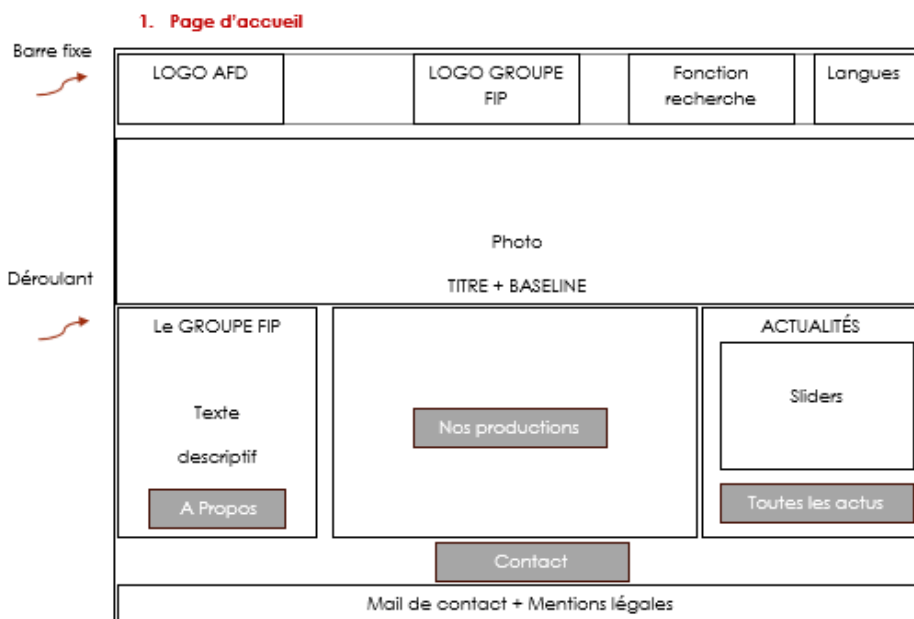 1. Page d'accueil
Barre fixe
LOGO AFD
LOGO GROUPE
FIP
Fonction
recherche
Langues
Photo
TITRE + BASELINE
Déroulant
Le GROUPE FIP
Texte
descriptif
A Propos
Nos productions
ACTUALITÉS
Sliders
Toutes les actus
Contact
Mail de contact + Mentions légales